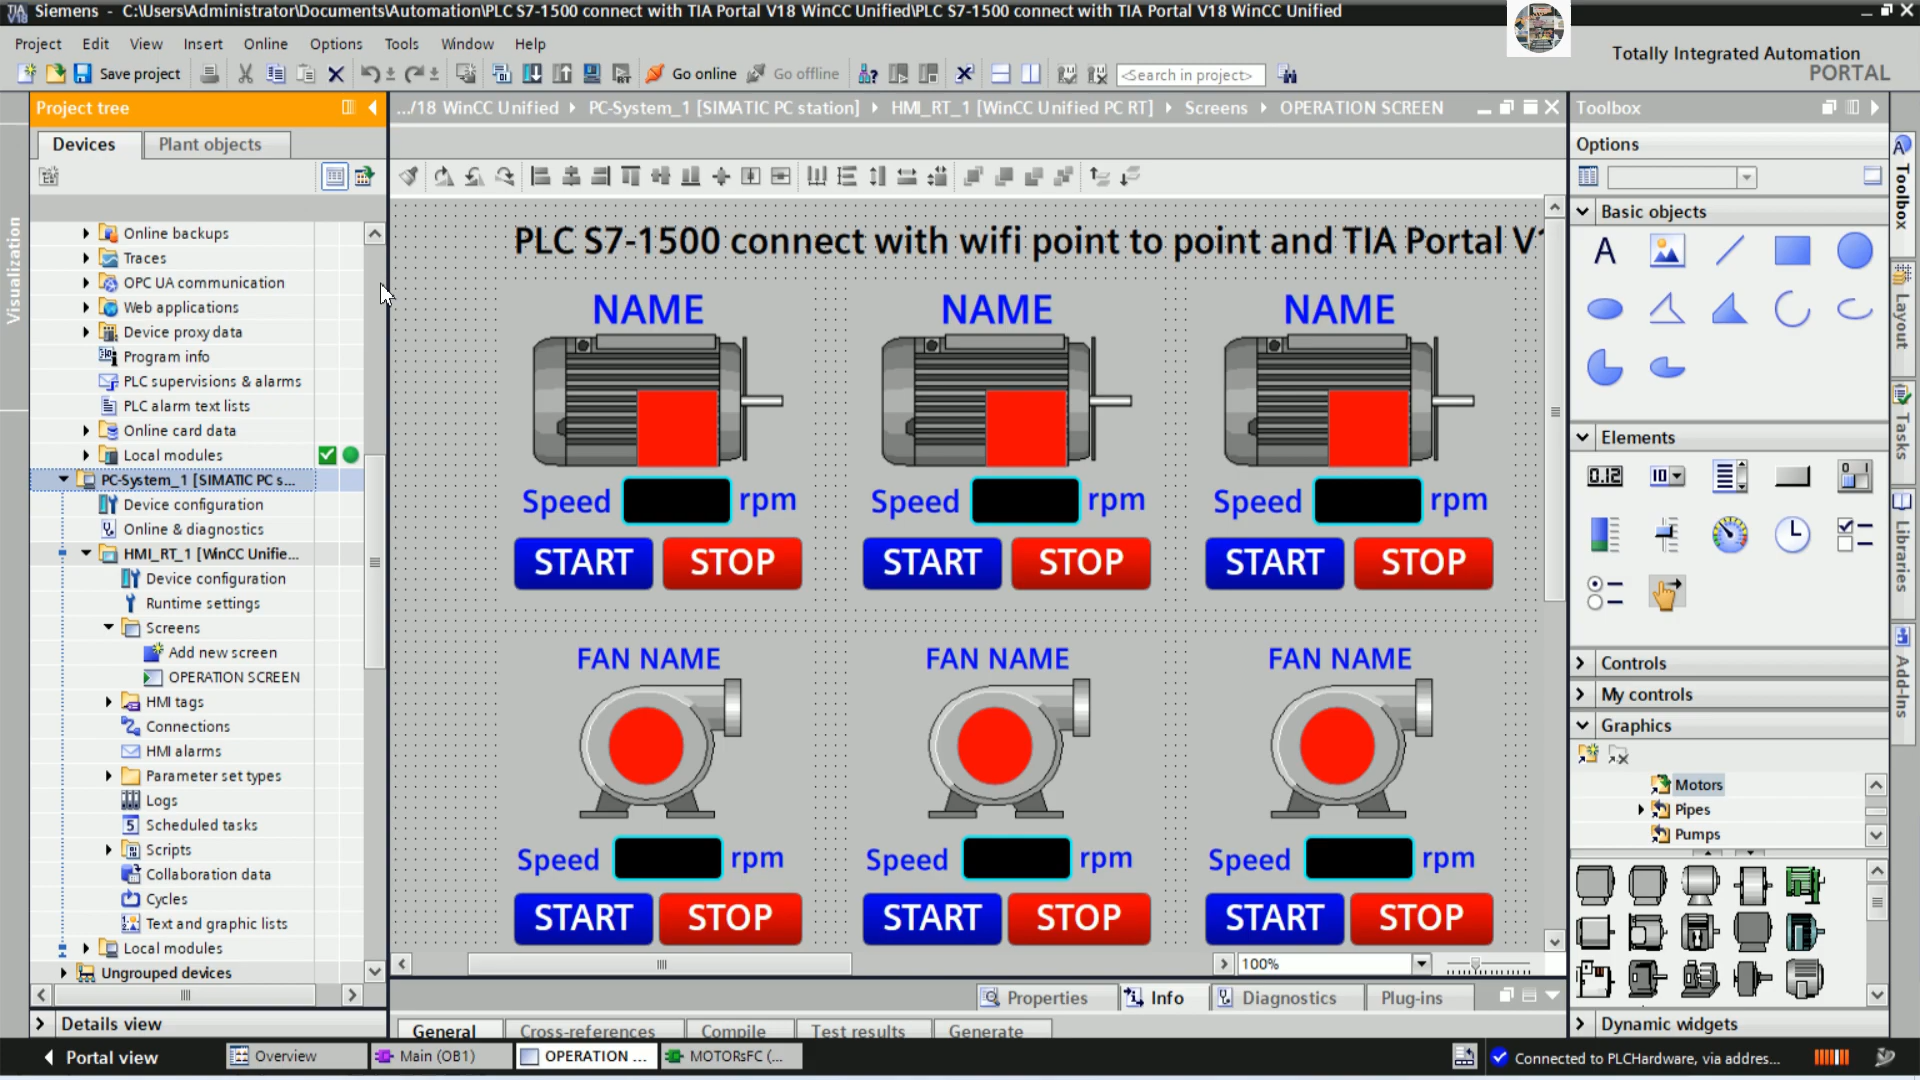 Siemens - C:\Users\Administrator\Documents\Automation\PLC S7-1500 connect with TIA Portal V18 WinCC Unified\PLC S7-1500 connect with TIA Portal V18 WinCC Unified
Project Edit View Insert Online Options Tools Window Help
Totally Integrated Automation
PORTAL
Save project
Go online
Go offline
<Search in project>
Project tree
.../18 WinCC Unified
PC-System_1 [SIMATIC PC station]
HMI_RT_1 [WinCC Unified PC RT]
Screens
OPERATION SCREEN
Toolbox
Devices
Plant objects
Options
Visualization
Online backups
Traces
OPC UA communication
Web applications
Device proxy data
Program info
PLC supervisions & alarms
PLC alarm text lists
Online card data
Local modules
PC-System_1 [SIMATIC PC s...
Device configuration
Online & diagnostics
HMI_RT_1 [WinCC Unifie...
Device configuration
Runtime settings
Screens
Add new screen
OPERATION SCREEN
HMI tags
Connections
HMI alarms
Parameter set types
Logs
Scheduled tasks
Scripts
Collaboration data
Cycles
Text and graphic lists
Local modules
Ungrouped devices
Details view
PLC S7-1500 connect with wifi point to point and TIA Portal V
NAME NAME NAME
Speed rpm Speed rpm Speed rpm
START STOP START STOP START STOP
FAN NAME FAN NAME FAN NAME
Speed rpm Speed rpm Speed rpm
START STOP START STOP START STOP
100%
Properties Info Diagnostics Plug-ins
General Cross-references Compile Test results Generate
Basic objects
A
Elements
0.12
10
0 1
Controls
My controls
Graphics
Motors
Pipes
Pumps
Dynamic widgets
Toolbox
Layout
Tasks
Libraries
Add-Ins
Portal view
Overview
Main (OB1)
OPERATION ...
MOTORsFC (...
Connected to PLCHardware, via addres...